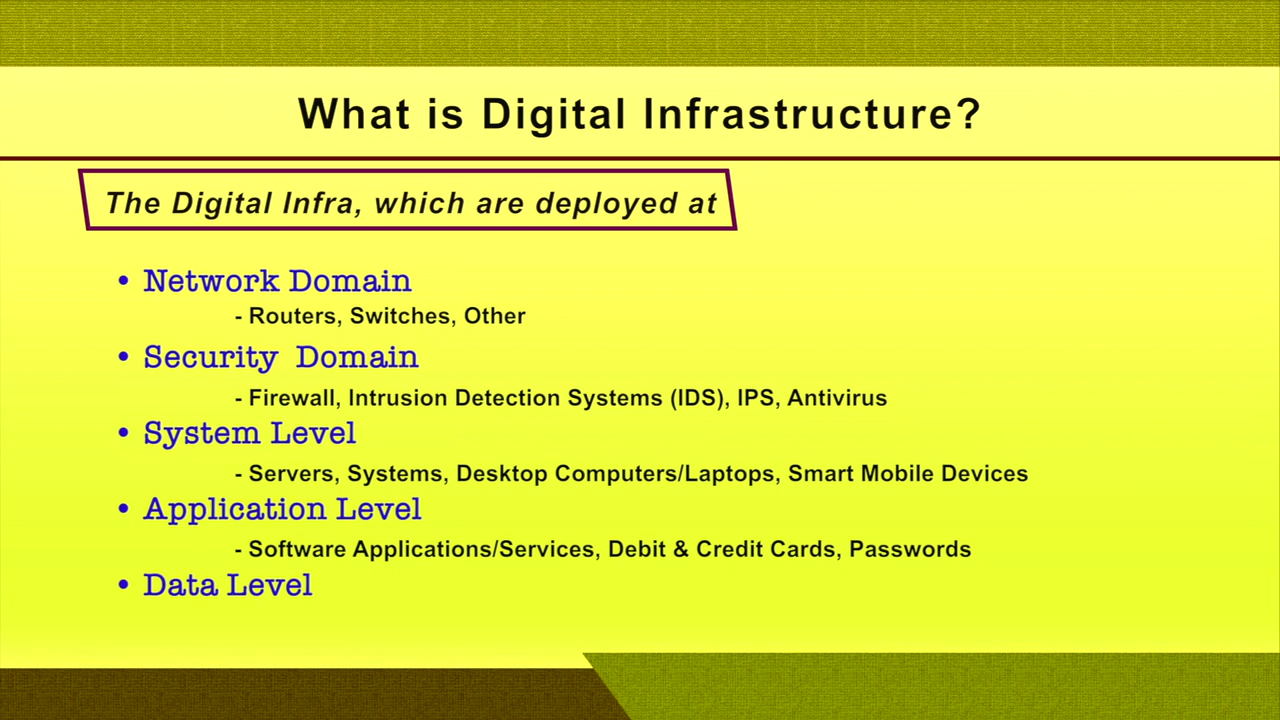 What is Digital Infrastructure?
The Digital Infra, which are deployed at
• Network Domain
- Routers, Switches, Other
• Security Domain
- Firewall, Intrusion Detection Systems (IDS), IPS, Antivirus
• System Level
- Servers, Systems, Desktop Computers/Laptops, Smart Mobile Devices
• Application Level
- Software Applications/Services, Debit & Credit Cards, Passwords
• Data Level